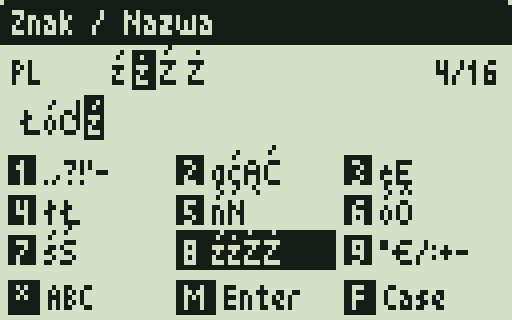 Znak / Nazwa
PL ź ż Ź Ż 4/16
Łódż
1 .,?!'- 2 ąćĄĆ 3 ęĘ
4 łŁ 5 ńŃ 6 óÓ
7 śŚ 8 źżŹŻ 9 "€/:+-
* ABC M Enter F Case